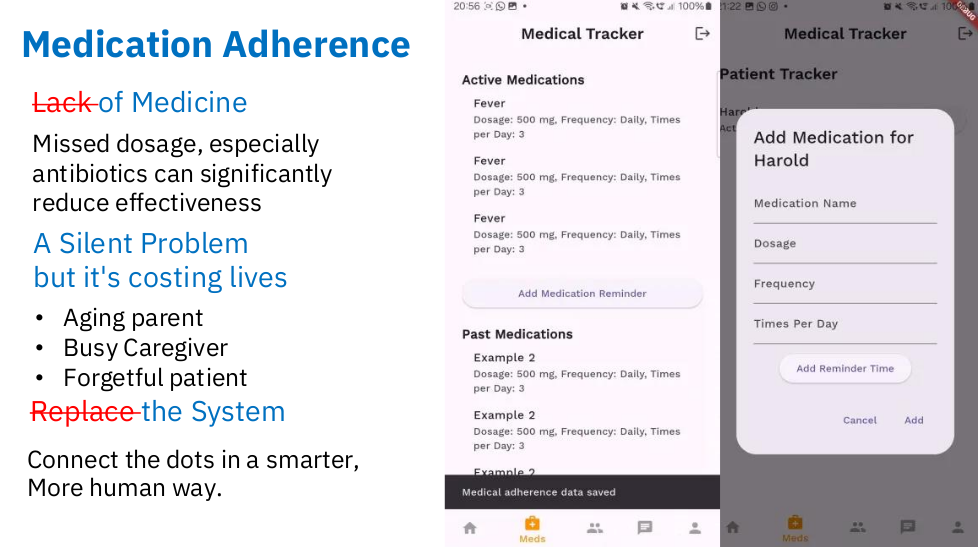 Medication Adherence
Lack of Medicine
Missed dosage, especially
antibiotics can significantly
reduce effectiveness
A Silent Problem
but it's costing lives
• Aging parent
• Busy Caregiver
• Forgetful patient
Replace the System
Connect the dots in a smarter,
More human way.
20:56
100%
Medical Tracker
Active Medications
Fever
Dosage: 500 mg, Frequency: Daily, Times
per Day: 3
Fever
Dosage: 500 mg, Frequency: Daily, Times
per Day: 3
Fever
Dosage: 500 mg, Frequency: Daily, Times
per Day: 3
Add Medication Reminder
Past Medications
Example 2
Dosage: 500 mg, Frequency: Daily, Times
per Day: 3
Example 2
Dosage: 500 mg, Frequency: Daily, Times
per Day: 3
Example 2
Medical adherence data saved
Meds
21:22
100%
DEBUG
Medical Tracker
Patient Tracker
Harold
Add Medication for
Harold
Medication Name
Dosage
Frequency
Times Per Day
Add Reminder Time
Cancel Add
Meds